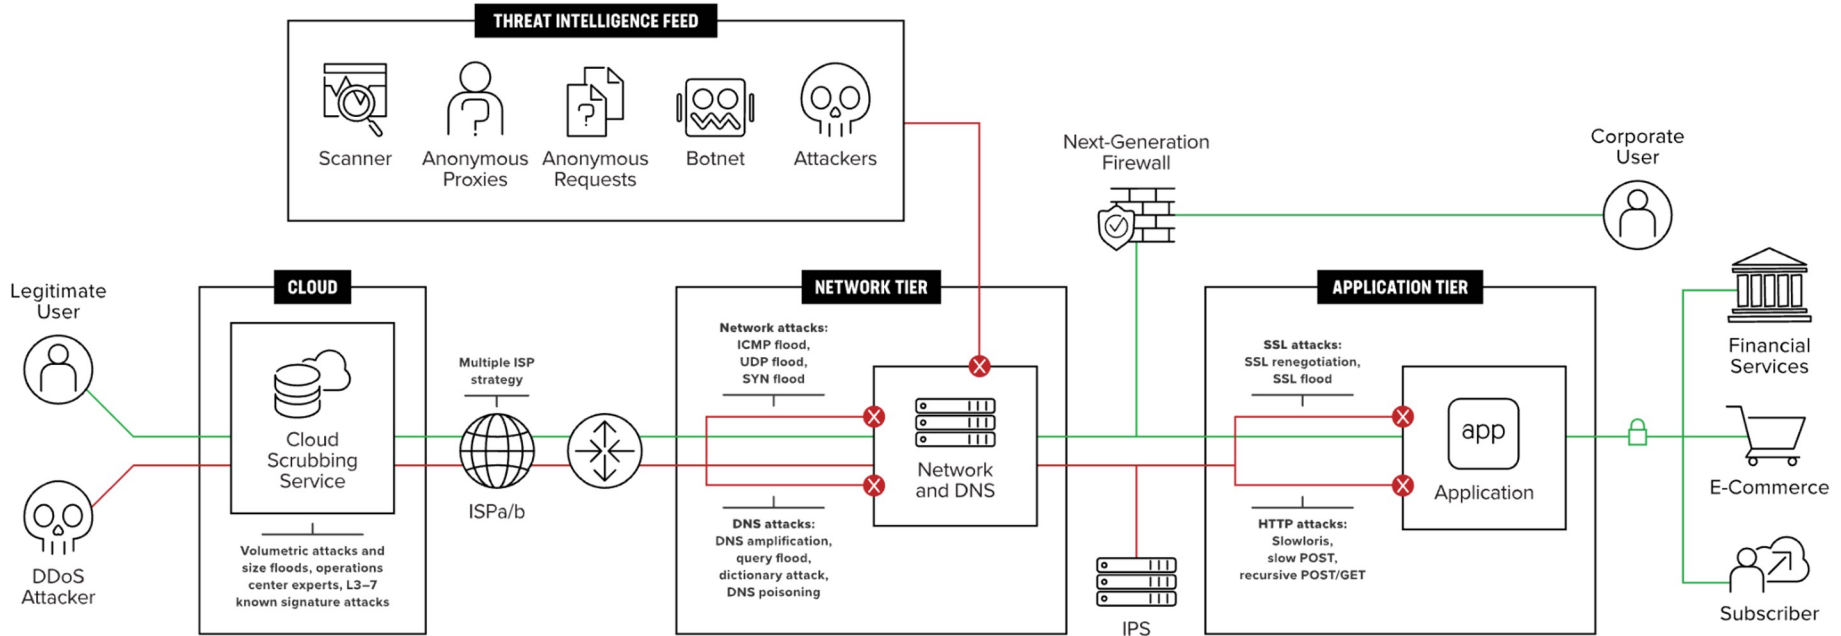 THREAT INTELLIGENCE FEED
Scanner
Anonymous
Proxies
Anonymous
Requests
Botnet
Attackers
Next-Generation
Firewall
Corporate
User
Legitimate
User
DDoS
Attacker
CLOUD
Cloud
Scrubbing
Service
Volumetric attacks and
size floods, operations
center experts, L3–7
known signature attacks
Multiple ISP
strategy
ISPa/b
NETWORK TIER
Network attacks:
ICMP flood,
UDP flood,
SYN flood
DNS attacks:
DNS amplification,
query flood,
dictionary attack,
DNS poisoning
Network
and DNS
IPS
APPLICATION TIER
SSL attacks:
SSL renegotiation,
SSL flood
HTTP attacks:
Slowloris,
slow POST,
recursive POST/GET
app
Application
Financial
Services
E-Commerce
Subscriber